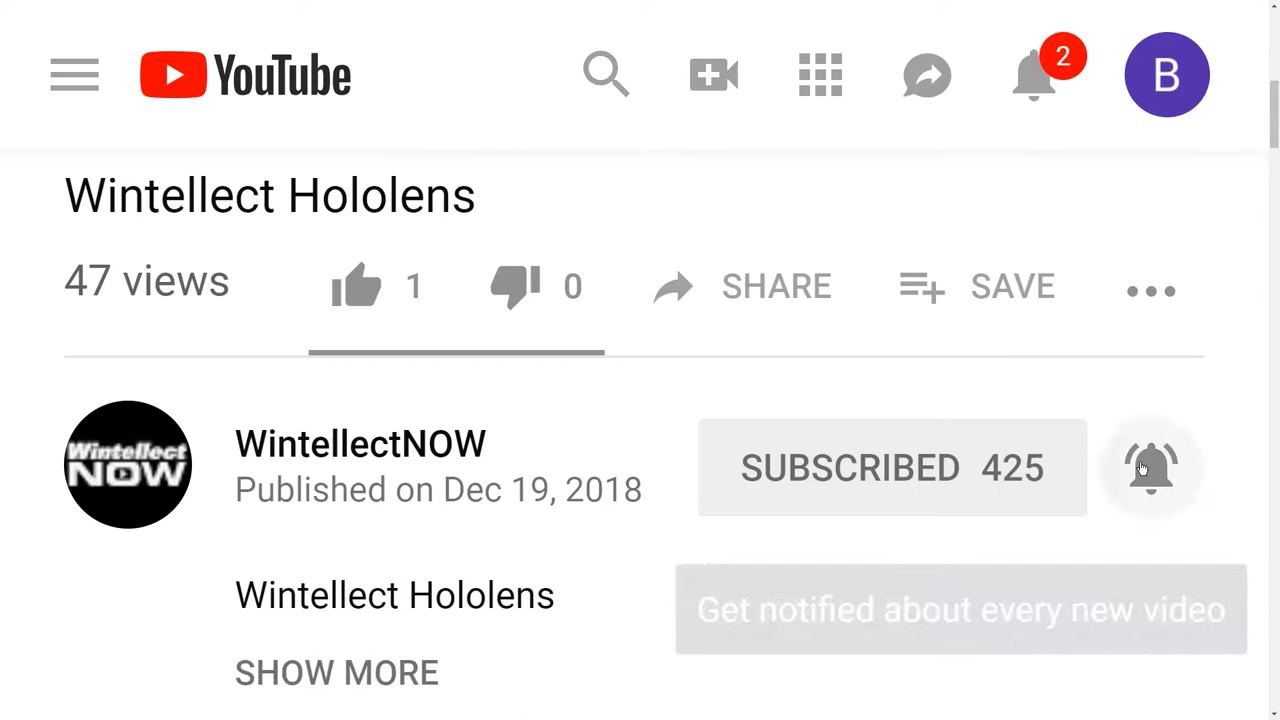 YouTube
2
B
Wintellect Hololens
47 views 1 0 SHARE SAVE
Wintellect
NOW
WintellectNOW
Published on Dec 19, 2018
SUBSCRIBED 425
Wintellect Hololens
Get notified about every new video
SHOW MORE